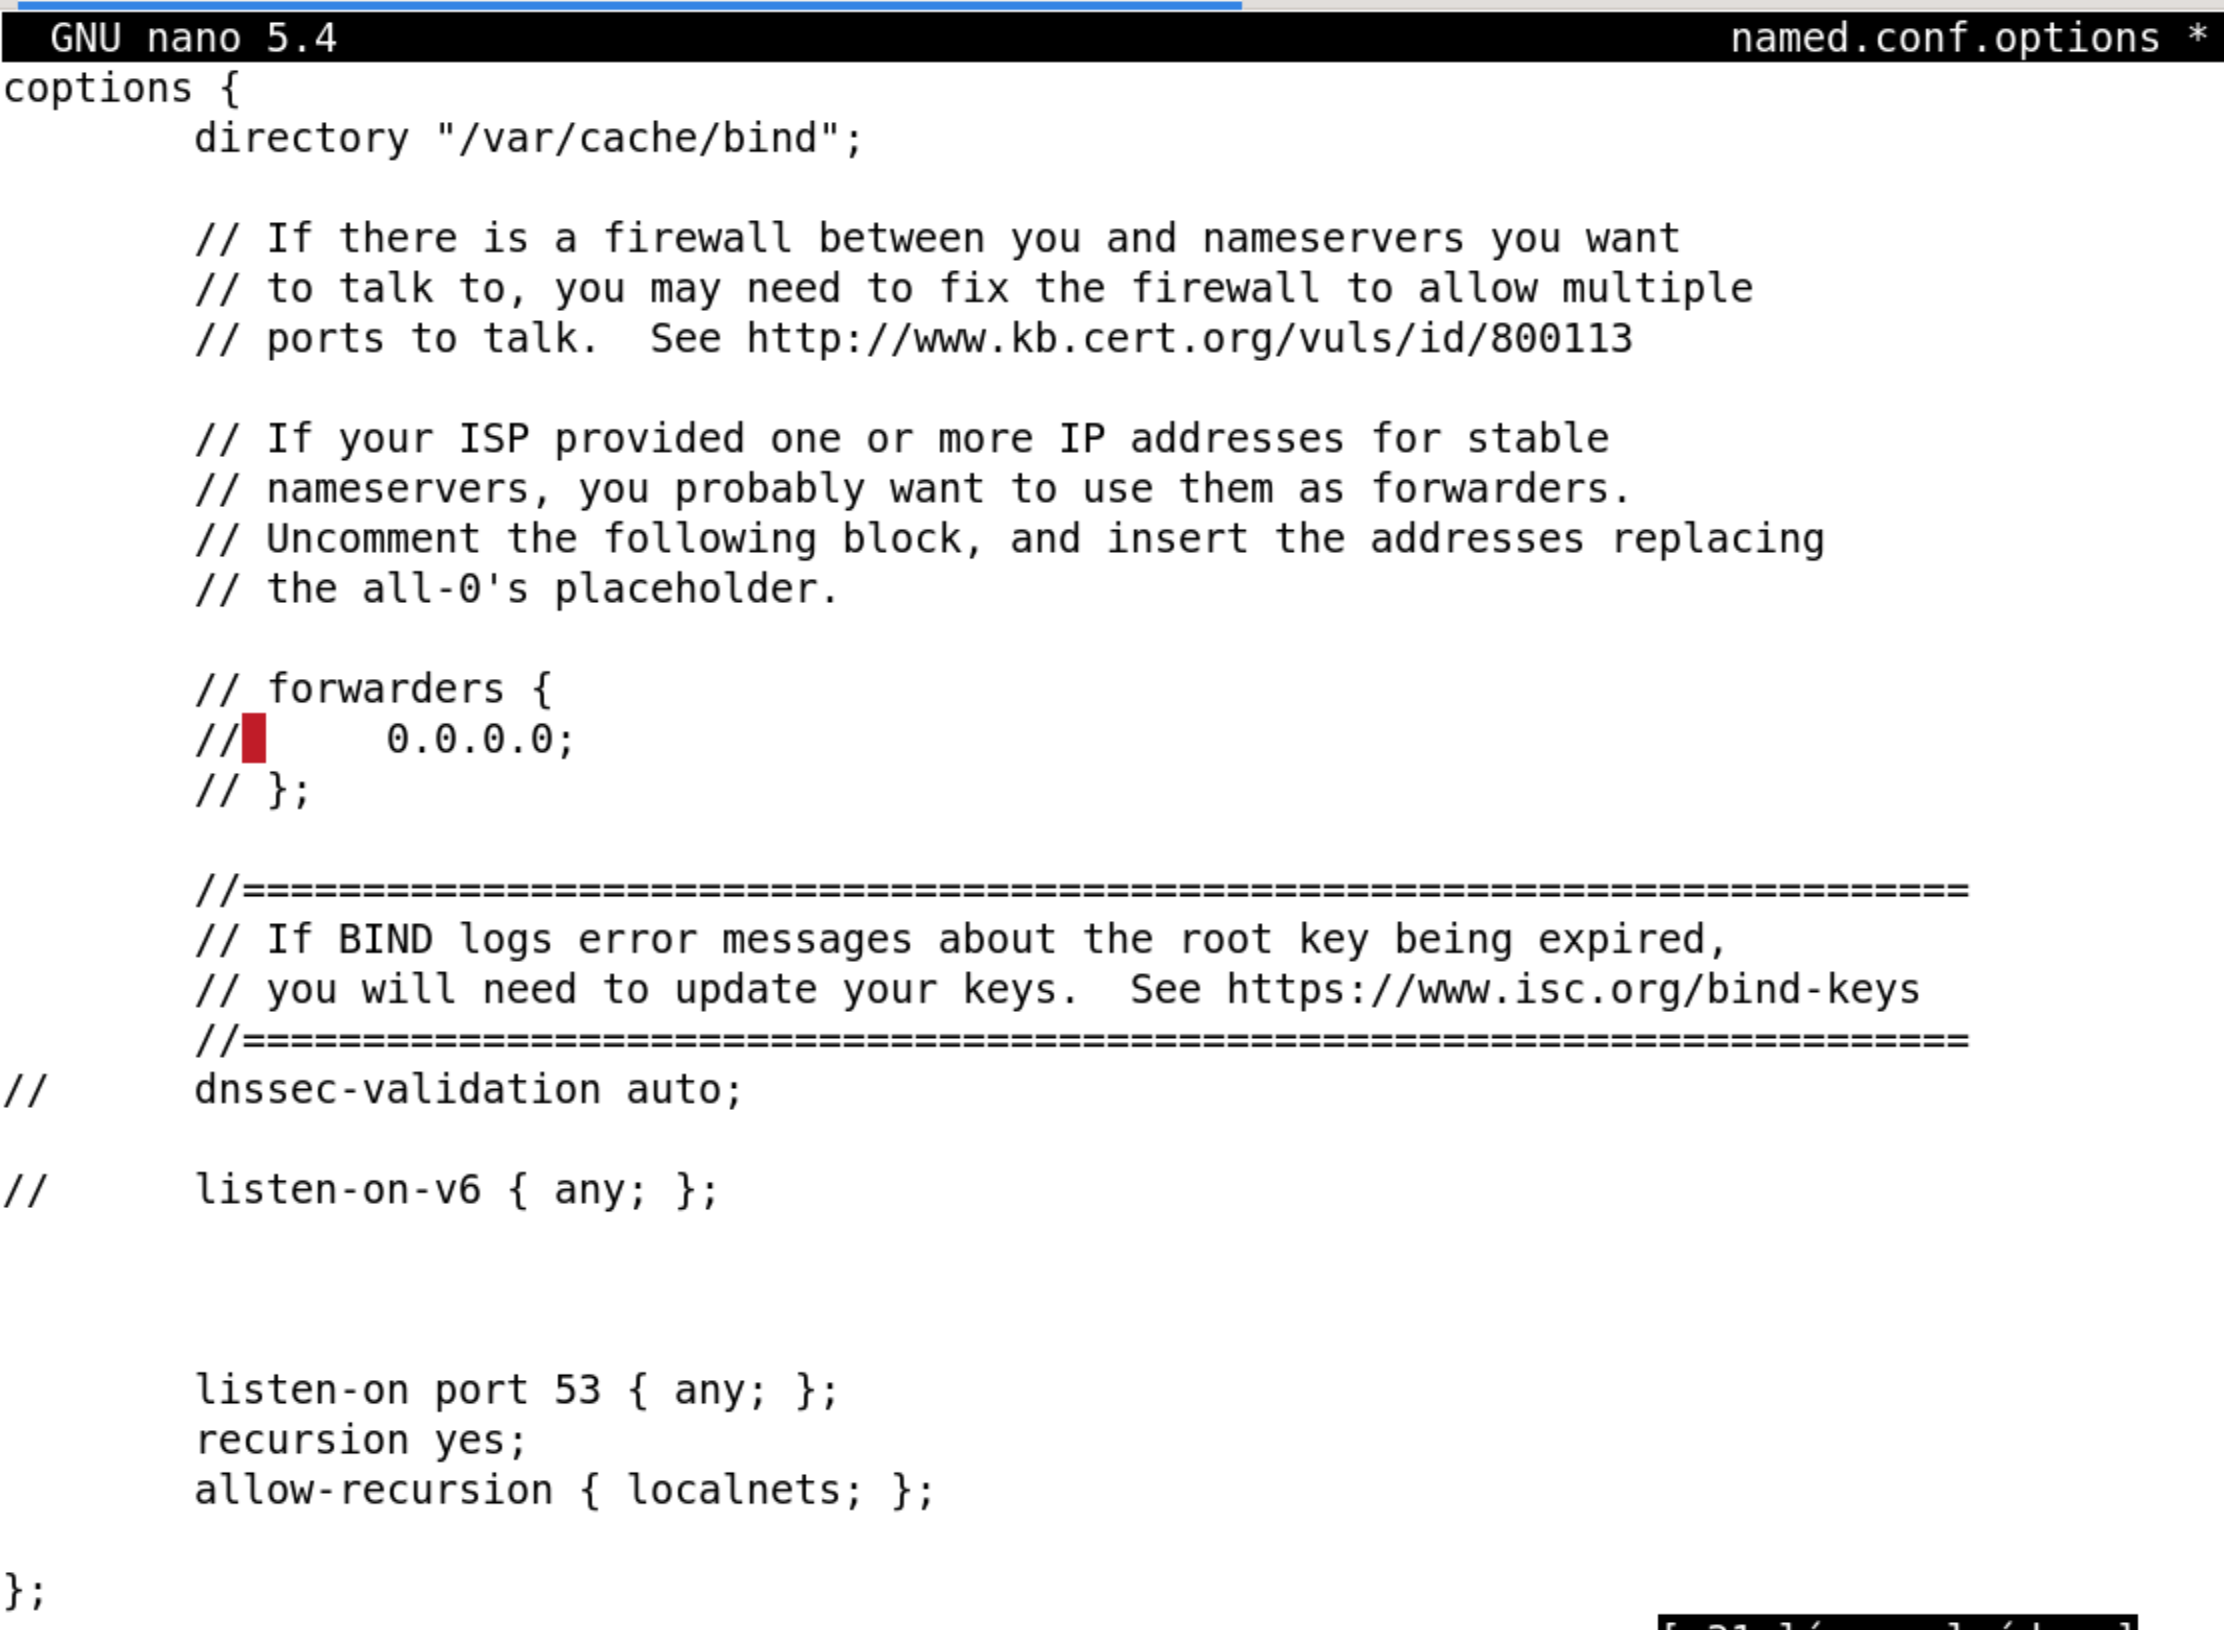 GNU nano 5.4 named.conf.options *
coptions {
directory "/var/cache/bind";
// If there is a firewall between you and nameservers you want
// to talk to, you may need to fix the firewall to allow multiple
// ports to talk.  See http://www.kb.cert.org/vuls/id/800113
// If your ISP provided one or more IP addresses for stable
// nameservers, you probably want to use them as forwarders.
// Uncomment the following block, and insert the addresses replacing
// the all-0's placeholder.
// forwarders {
//      0.0.0.0;
// };
//========================================================================
// If BIND logs error messages about the root key being expired,
// you will need to update your keys.  See https://www.isc.org/bind-keys
//========================================================================
//      dnssec-validation auto;
//      listen-on-v6 { any; };
listen-on port 53 { any; };
recursion yes;
allow-recursion { localnets; };
};